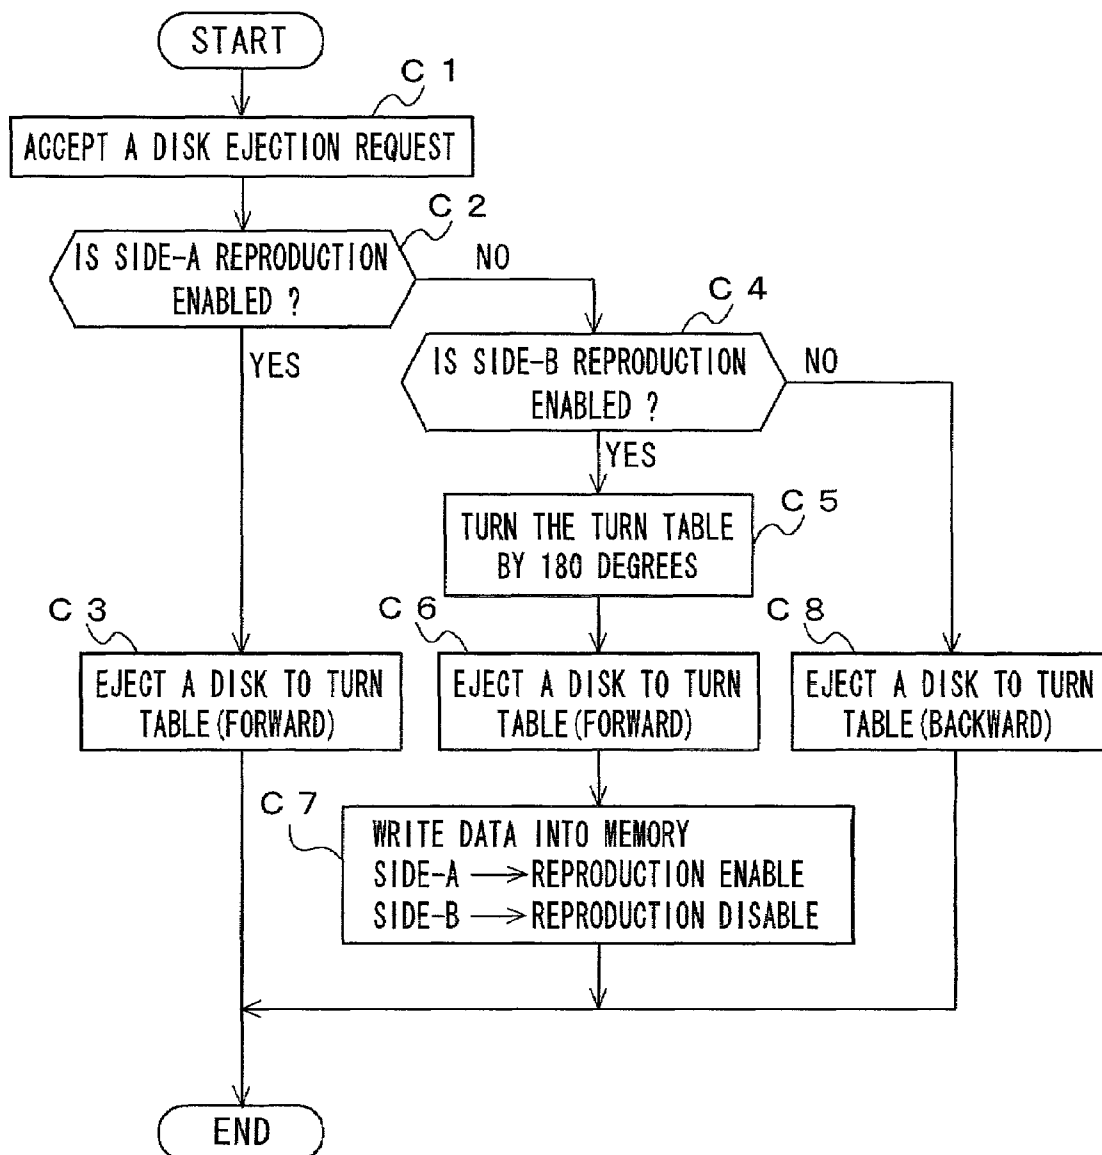 START
C 1
ACCEPT A DISK EJECTION REQUEST
C 2
IS SIDE-A REPRODUCTION
ENABLED ?
NO
YES
C 4
IS SIDE-B REPRODUCTION
ENABLED ?
NO
YES
C 5
TURN THE TURN TABLE
BY 180 DEGREES
C 3
EJECT A DISK TO TURN
TABLE(FORWARD)
C 6
EJECT A DISK TO TURN
TABLE(FORWARD)
C 8
EJECT A DISK TO TURN
TABLE(BACKWARD)
C 7
WRITE DATA INTO MEMORY
SIDE-A → REPRODUCTION ENABLE
SIDE-B → REPRODUCTION DISABLE
END